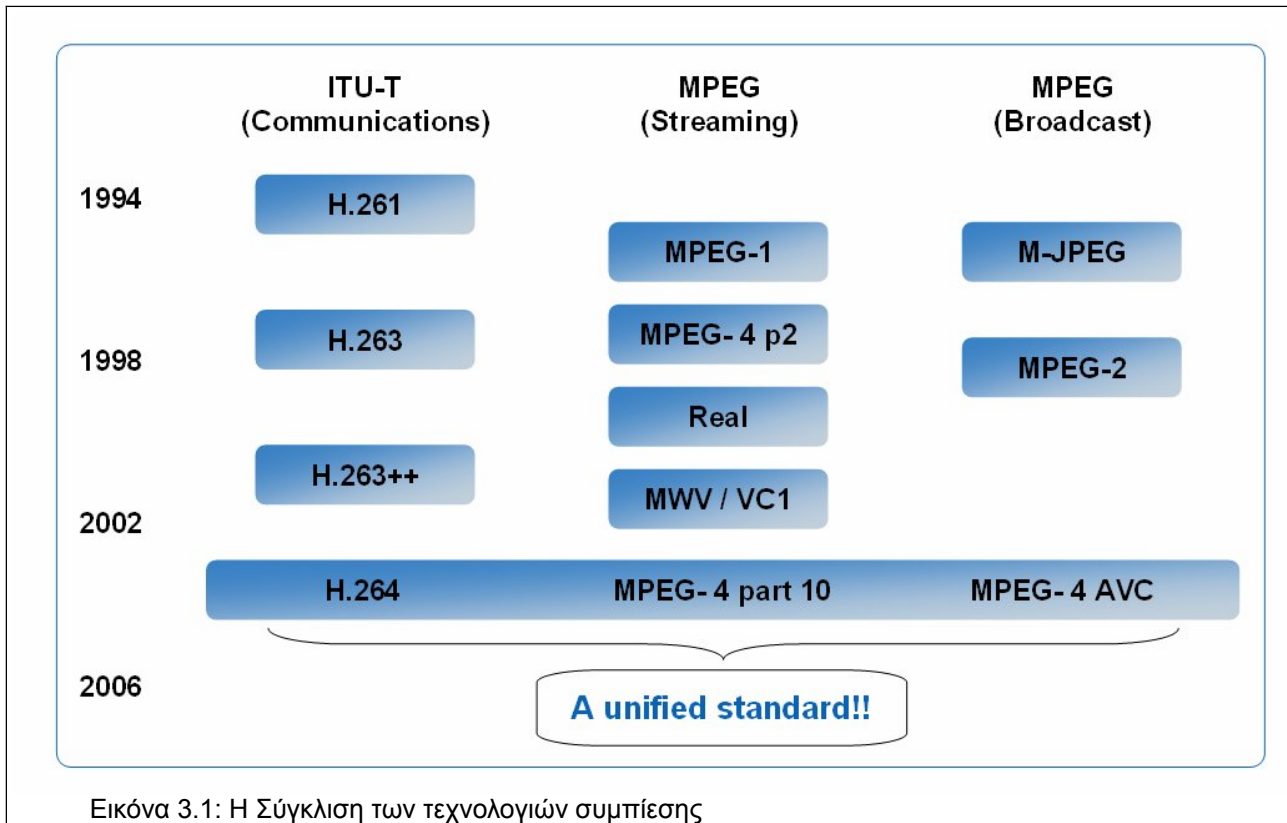 ITU-T
(Communications)
MPEG
(Streaming)
MPEG
(Broadcast)
1994
H.261
MPEG-1
M-JPEG
1998
H.263
MPEG- 4 p2
MPEG-2
Real
H.263++
MWV / VC1
2002
H.264
MPEG- 4 part 10
MPEG- 4 AVC
2006
A unified standard!!
Εικόνα 3.1: Η Σύγκλιση των τεχνολογιών συμπίεσης